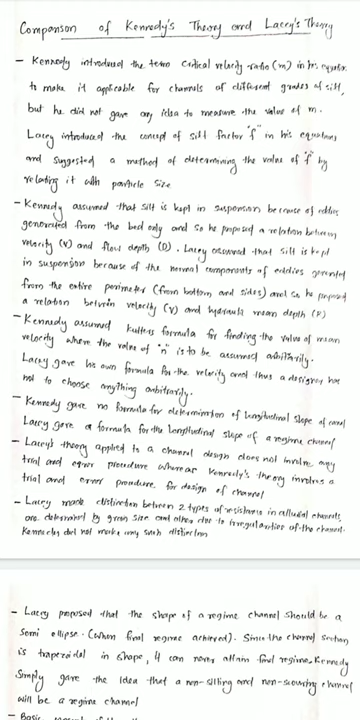 Comparison of Kennedy's Theory and Lacey's Theory
- Kennedy introduced the term Critical velocity ratio (m) in his equation
to make it applicable for channels of different grades of silt,
but he did not gave any idea to measure the value of m.
Lacey introduced the concept of silt factor "f" in his equations
and suggested a method of determining the value of "f" by
relating it with particle size
- Kennedy assumed that silt is kept in suspension because of eddies
generated from the bed only and so he proposed a relation between
velocity (v) and flow depth (D). Lacey assumed that silt is kept
in suspension because of the normal components of eddies generated
from the entire perimeter (from bottom and sides) and so he proposed
a relation between velocity (v) and hydraulic mean depth (R)
- Kennedy assumed Kutters formula for finding the value of mean
velocity where the value of "n" is to be assumed arbitrarily.
Lacey gave his own formula for the velocity and thus a designer has
not to choose anything arbitrarily.
- Kennedy gave no formula for determination of longitudinal slope of canal
Lacey gave a formula for the longitudinal slope of a regime channel
- Lacey's theory applied to a channel design does not involve any
trial and error procedure whereas Kennedy's theory involves a
trial and error procedure for design of channel
- Lacey made distinction between 2 types of resistance in alluvial channels,
one determined by grain size and other due to irregularities of the channel.
Kennedy did not make any such distinction
- Lacey proposed that the shape of a regime channel should be a
semi ellipse. (when final regime achieved). Since the channel section
is trapezoidal in shape, it can never attain final regime. Kennedy
Simply gave the idea that a non-silting and non-scouring channel
will be a regime channel
- Basic